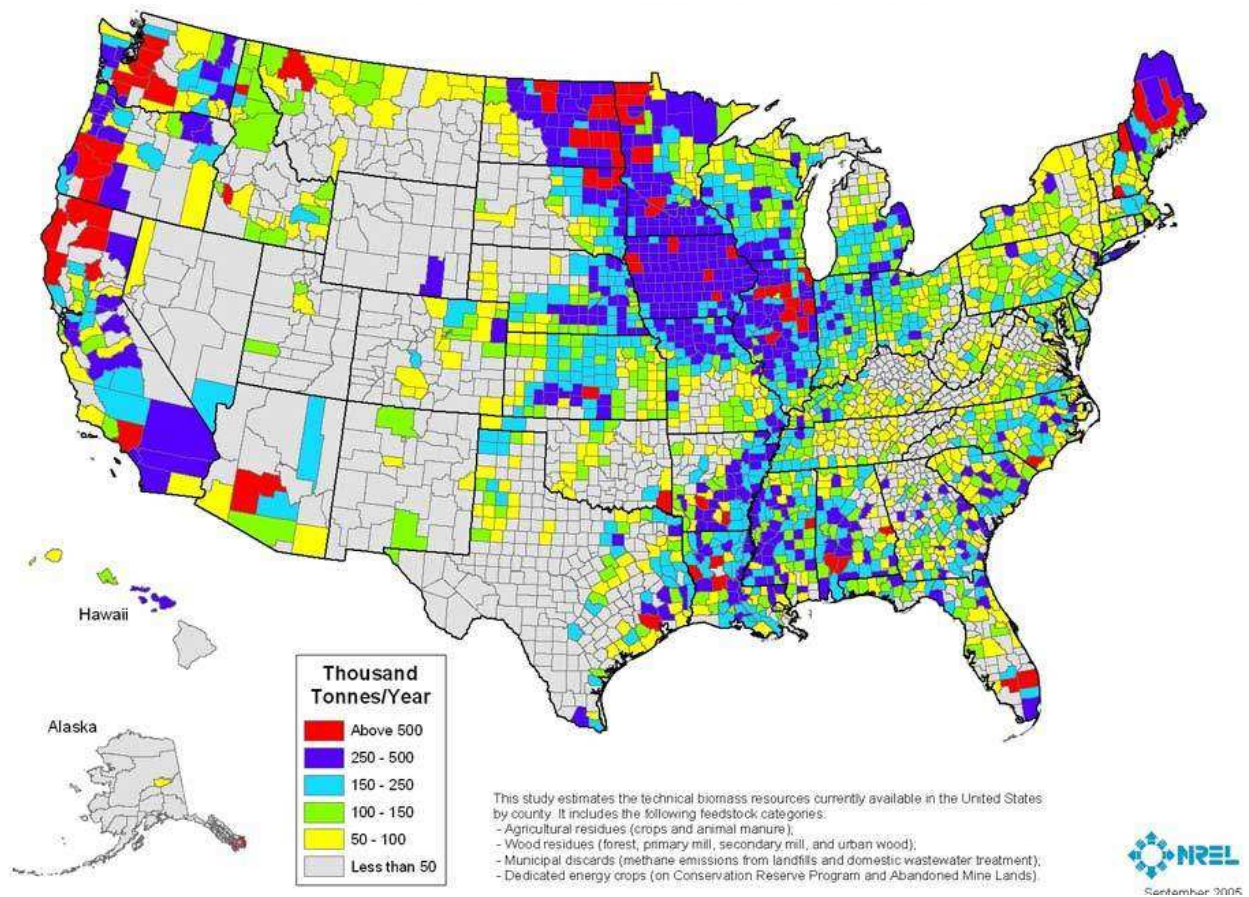 Hawaii
Alaska
Thousand
Tonnes/Year
Above 500
250 - 500
150 - 250
100 - 150
50 - 100
Less than 50
This study estimates the technical biomass resources currently available in the United States
by county. It includes the following feedstock categories:
- Agricultural residues (crops and animal manure);
- Wood residues (forest, primary mill, secondary mill, and urban wood);
- Municipal discards (methane emissions from landfills and domestic wastewater treatment);
- Dedicated energy crops (on Conservation Reserve Program and Abandoned Mine Lands).
NREL
September 2005